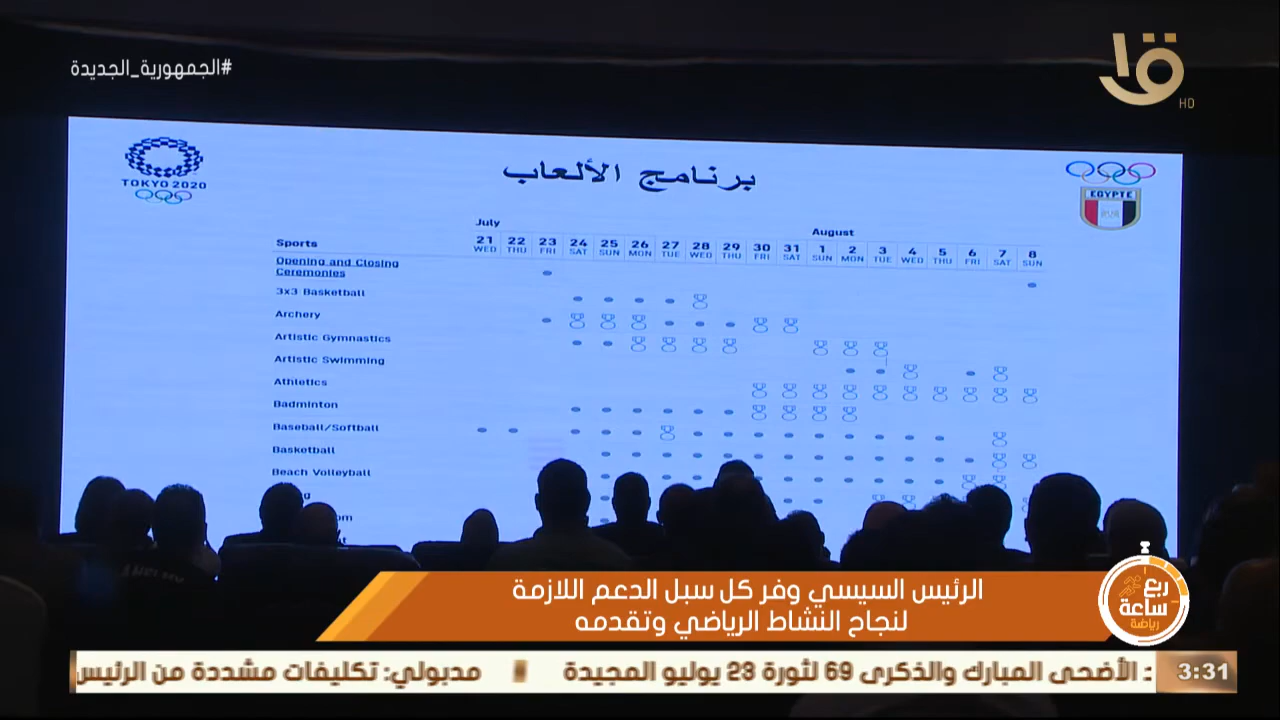 #الجمهورية_الجديدة
HD
TOKYO 2020
برنامج الألعاب
EGYPTE
July
August
Sports
21 22 23 24 25 26 27 28 29 30 31 1 2 3 4 5 6 7 8
WED THU FRI SAT SUN MON TUE WED THU FRI SAT SUN MON TUE WED THU FRI SAT SUN
Opening and Closing
Ceremonies
3x3 Basketball
Archery
Artistic Gymnastics
Artistic Swimming
Athletics
Badminton
Baseball/Softball
Basketball
Beach Volleyball
الرئيس السيسي وفر كل سبل الدعم اللازمة
لنجاح النشاط الرياضي وتقدمه
ربع
ساعة
رياضة
الأضحى المبارك والذكرى 69 لثورة 23 يوليو المجيدة
مدبولي: تكليفات مشددة من الرئيس
3:31